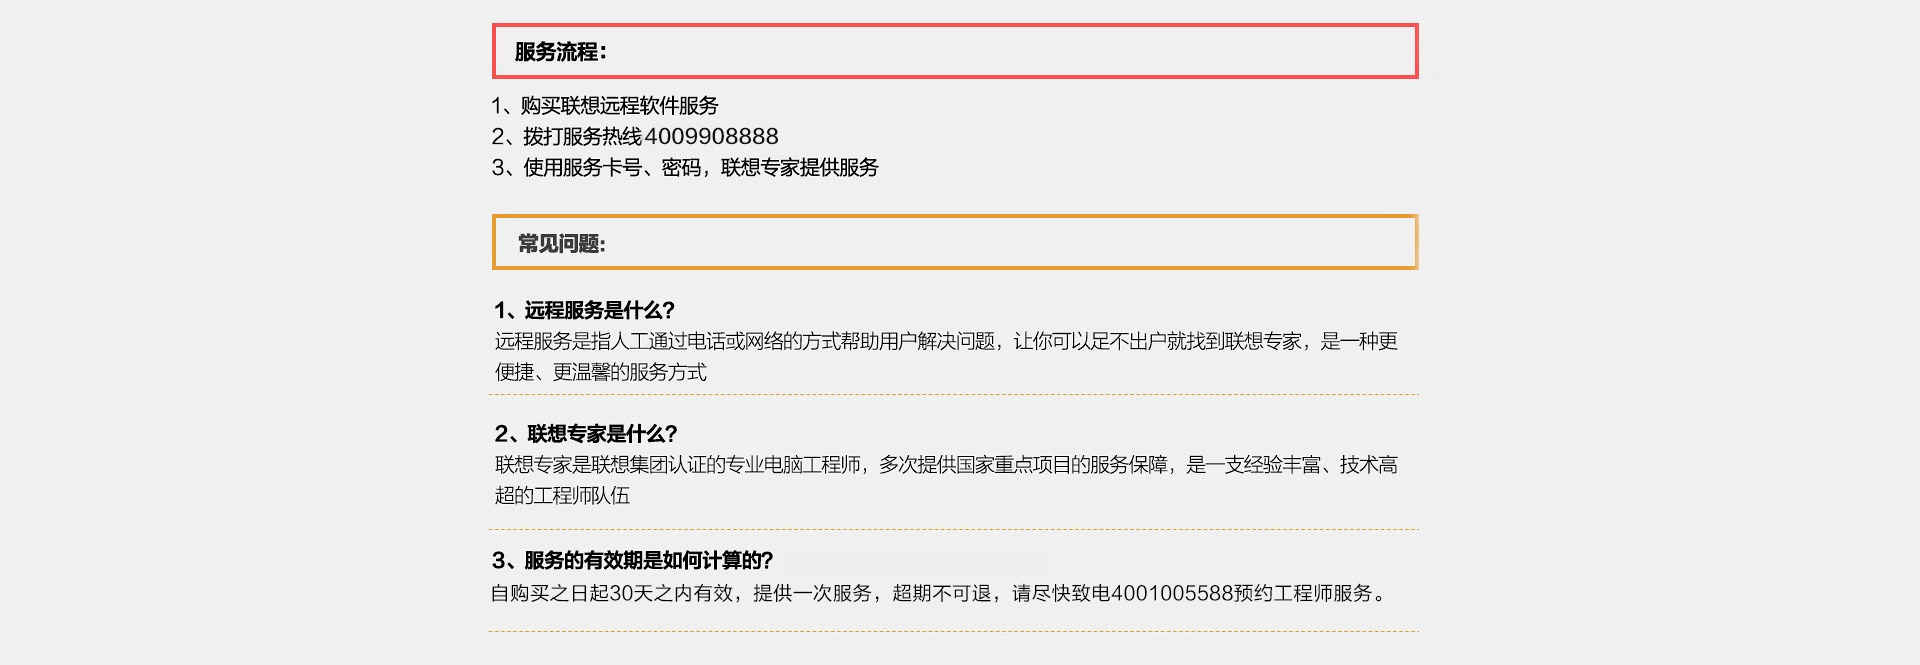 服务流程：
1、购买联想远程软件服务
2、拨打服务热线4009908888
3、使用服务卡号、密码，联想专家提供服务
常见问题：
1、远程服务是什么？
远程服务是指人工通过电话或网络的方式帮助用户解决问题，让你可以足不出户就找到联想专家，是一种更
便捷、更温馨的服务方式
2、联想专家是什么？
联想专家是联想集团认证的专业电脑工程师，多次提供国家重点项目的服务保障，是一支经验丰富、技术高
超的工程师队伍
3、服务的有效期是如何计算的？
自购买之日起30天之内有效，提供一次服务，超期不可退，请尽快致电4001005588预约工程师服务。